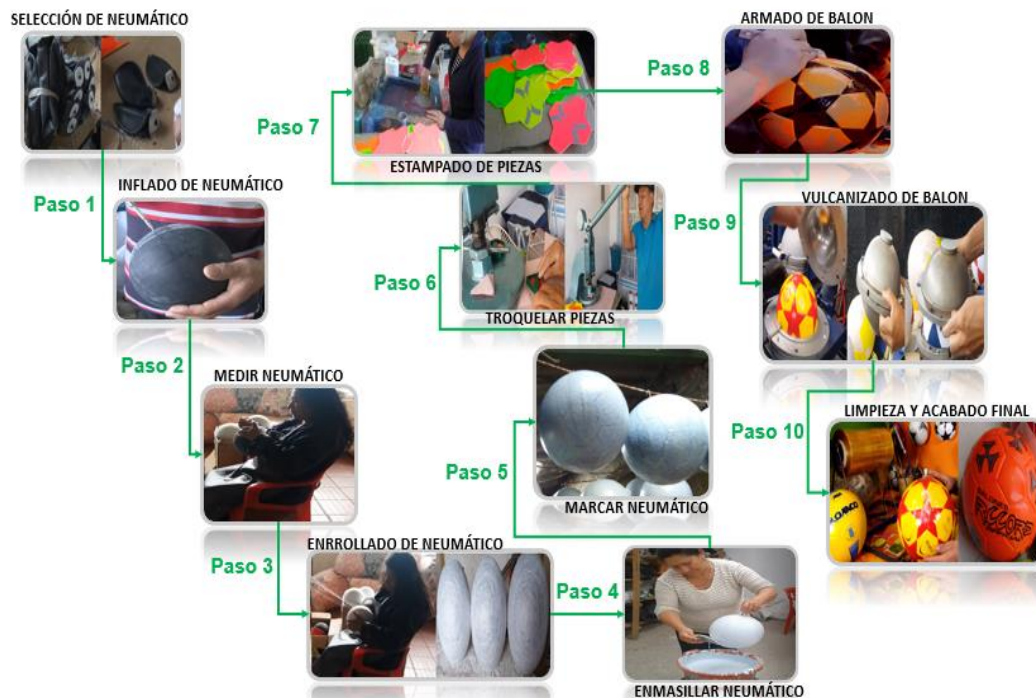 SELECCIÓN DE NEUMÁTICO
Paso 1
INFLADO DE NEUMÁTICO
Paso 2
MEDIR NEUMÁTICO
Paso 3
ENRROLLADO DE NEUMÁTICO
Paso 4
ENMASILLAR NEUMÁTICO
Paso 5
MARCAR NEUMÁTICO
Paso 6
TROQUELAR PIEZAS
Paso 7
ESTAMPADO DE PIEZAS
Paso 8
ARMADO DE BALON
Paso 9
VULCANIZADO DE BALON
Paso 10
LIMPIEZA Y ACABADO FINAL